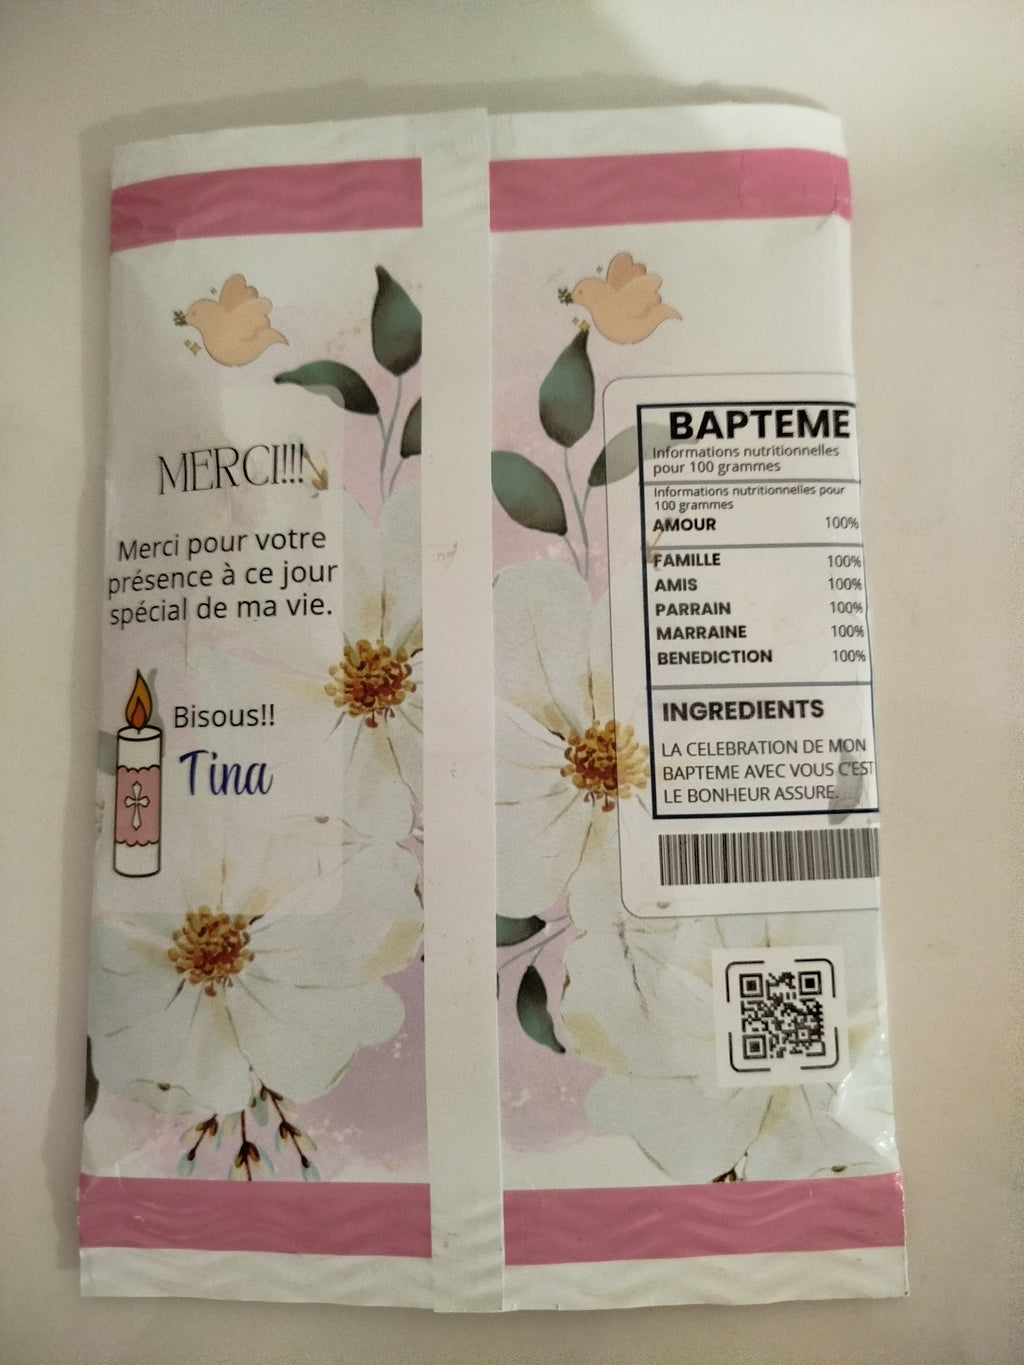 MERCI!!!
Merci pour votre
présence à ce jour
spécial de ma vie.
Bisous!!
Tina
BAPTEME
Informations nutritionnelles
pour 100 grammes
Informations nutritionnelles pour
100 grammes
AMOUR 100%
FAMILLE 100%
AMIS 100%
PARRAIN 100%
MARRAINE 100%
BENEDICTION 100%
INGREDIENTS
LA CELEBRATION DE MON
BAPTEME AVEC VOUS C'EST
LE BONHEUR ASSURE.